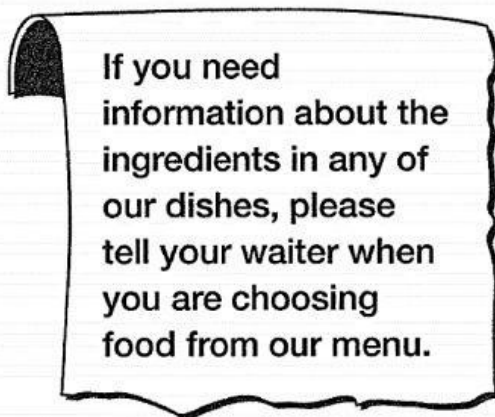 If you need
information about the
ingredients in any of
our dishes, please
tell your waiter when
you are choosing
food from our menu.